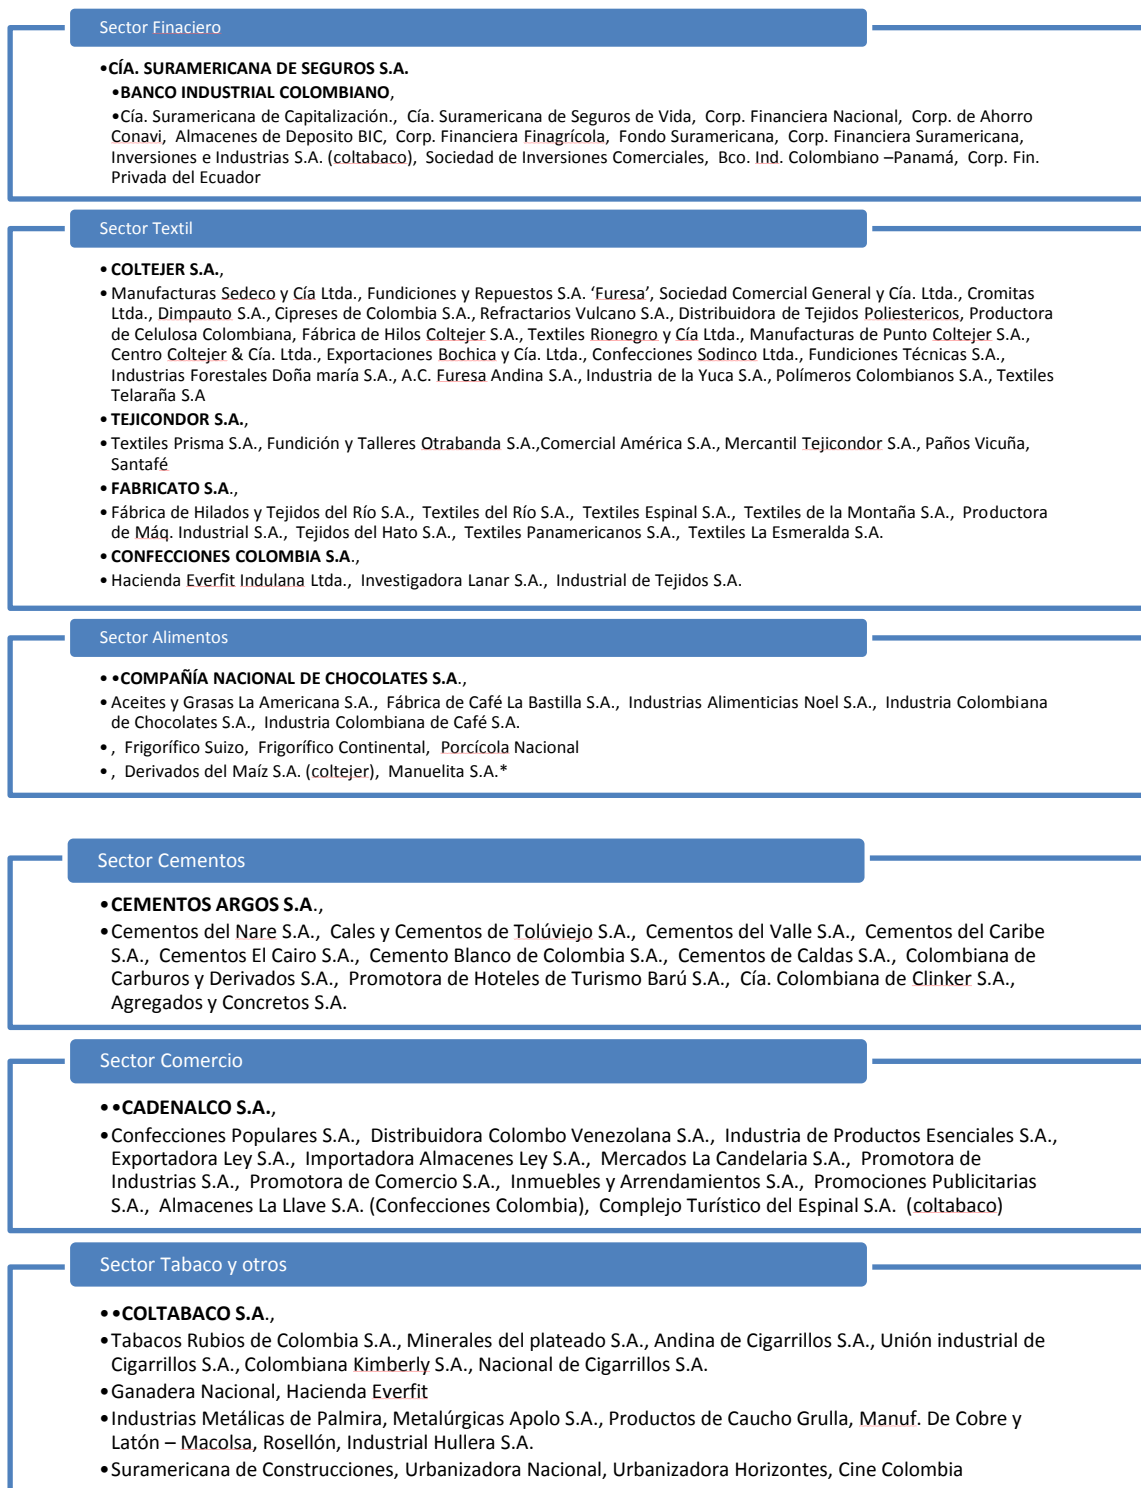 Sector Finaciero
•CÍA. SURAMERICANA DE SEGUROS S.A.
•BANCO INDUSTRIAL COLOMBIANO,
•Cía. Suramericana de Capitalización., Cía. Suramericana de Seguros de Vida, Corp. Financiera Nacional, Corp. de Ahorro
Conavi, Almacenes de Deposito BIC, Corp. Financiera Finagrícola, Fondo Suramericana, Corp. Financiera Suramericana,
Inversiones e Industrias S.A. (coltabaco), Sociedad de Inversiones Comerciales, Bco. Ind. Colombiano –Panamá, Corp. Fin.
Privada del Ecuador
Sector Textil
• COLTEJER S.A.,
• Manufacturas Sedeco y Cía Ltda., Fundiciones y Repuestos S.A. ‘Furesa’, Sociedad Comercial General y Cía. Ltda., Cromitas
Ltda., Dimpauto S.A., Cipreses de Colombia S.A., Refractarios Vulcano S.A., Distribuidora de Tejidos Poliestericos, Productora
de Celulosa Colombiana, Fábrica de Hilos Coltejer S.A., Textiles Rionegro y Cía Ltda., Manufacturas de Punto Coltejer S.A.,
Centro Coltejer & Cía. Ltda., Exportaciones Bochica y Cía. Ltda., Confecciones Sodinco Ltda., Fundiciones Técnicas S.A.,
Industrias Forestales Doña maría S.A., A.C. Furesa Andina S.A., Industria de la Yuca S.A., Polímeros Colombianos S.A., Textiles
Telaraña S.A
• TEJICONDOR S.A.,
• Textiles Prisma S.A., Fundición y Talleres Otrabanda S.A.,Comercial América S.A., Mercantil Tejicondor S.A., Paños Vicuña,
Santafé
• FABRICATO S.A.,
• Fábrica de Hilados y Tejidos del Río S.A., Textiles del Río S.A., Textiles Espinal S.A., Textiles de la Montaña S.A., Productora
de Máq. Industrial S.A., Tejidos del Hato S.A., Textiles Panamericanos S.A., Textiles La Esmeralda S.A.
• CONFECCIONES COLOMBIA S.A.,
• Hacienda Everfit Indulana Ltda., Investigadora Lanar S.A., Industrial de Tejidos S.A.
Sector Alimentos
• •COMPAÑÍA NACIONAL DE CHOCOLATES S.A.,
• Aceites y Grasas La Americana S.A., Fábrica de Café La Bastilla S.A., Industrias Alimenticias Noel S.A., Industria Colombiana
de Chocolates S.A., Industria Colombiana de Café S.A.
• , Frigorífico Suizo, Frigorífico Continental, Porcícola Nacional
• , Derivados del Maíz S.A. (coltejer), Manuelita S.A.*
Sector Cementos
•CEMENTOS ARGOS S.A.,
•Cementos del Nare S.A., Cales y Cementos de Tolúviejo S.A., Cementos del Valle S.A., Cementos del Caribe
S.A., Cementos El Cairo S.A., Cemento Blanco de Colombia S.A., Cementos de Caldas S.A., Colombiana de
Carburos y Derivados S.A., Promotora de Hoteles de Turismo Barú S.A., Cía. Colombiana de Clinker S.A.,
Agregados y Concretos S.A.
Sector Comercio
••CADENALCO S.A.,
•Confecciones Populares S.A., Distribuidora Colombo Venezolana S.A., Industria de Productos Esenciales S.A.,
Exportadora Ley S.A., Importadora Almacenes Ley S.A., Mercados La Candelaria S.A., Promotora de
Industrias S.A., Promotora de Comercio S.A., Inmuebles y Arrendamientos S.A., Promociones Publicitarias
S.A., Almacenes La Llave S.A. (Confecciones Colombia), Complejo Turístico del Espinal S.A. (coltabaco)
Sector Tabaco y otros
••COLTABACO S.A.,
•Tabacos Rubios de Colombia S.A., Minerales del plateado S.A., Andina de Cigarrillos S.A., Unión industrial de
Cigarrillos S.A., Colombiana Kimberly S.A., Nacional de Cigarrillos S.A.
•Ganadera Nacional, Hacienda Everfit
•Industrias Metálicas de Palmira, Metalúrgicas Apolo S.A., Productos de Caucho Grulla, Manuf. De Cobre y
Latón – Macolsa, Rosellón, Industrial Hullera S.A.
•Suramericana de Construcciones, Urbanizadora Nacional, Urbanizadora Horizontes, Cine Colombia